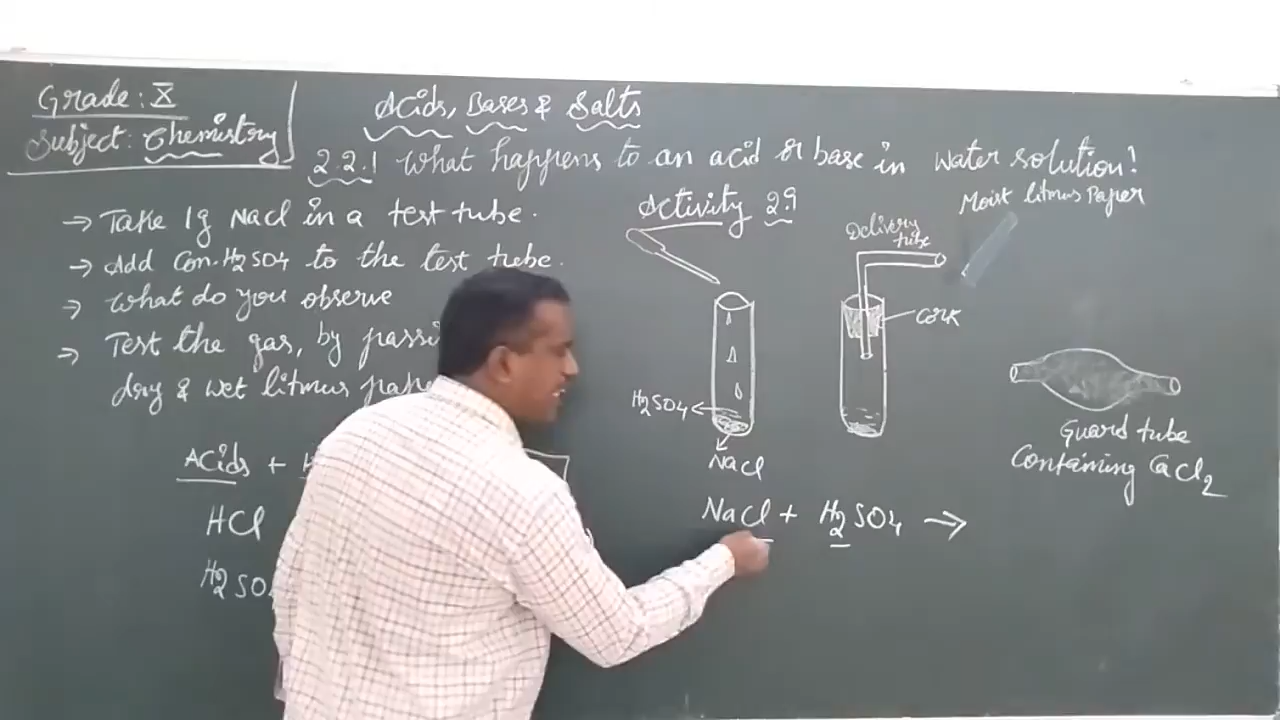 Grade: X
Subject: Chemistry
Acids, Bases & Salts
2.2.1 What happens to an acid or base in water solution!
Activity 2.9
→ Take 1g Nacl in a test tube.
→ Add Con. H2SO4 to the test tube.
→ What do you observe
→ Test the gas, by passi
dry & wet litmus pape
Acids +
HCl
H2SO
H2SO4
Nacl
Delivery
tube
Cork
Moist litmus Paper
Guard tube
Containing CaCl2
NaCl + H2SO4 →